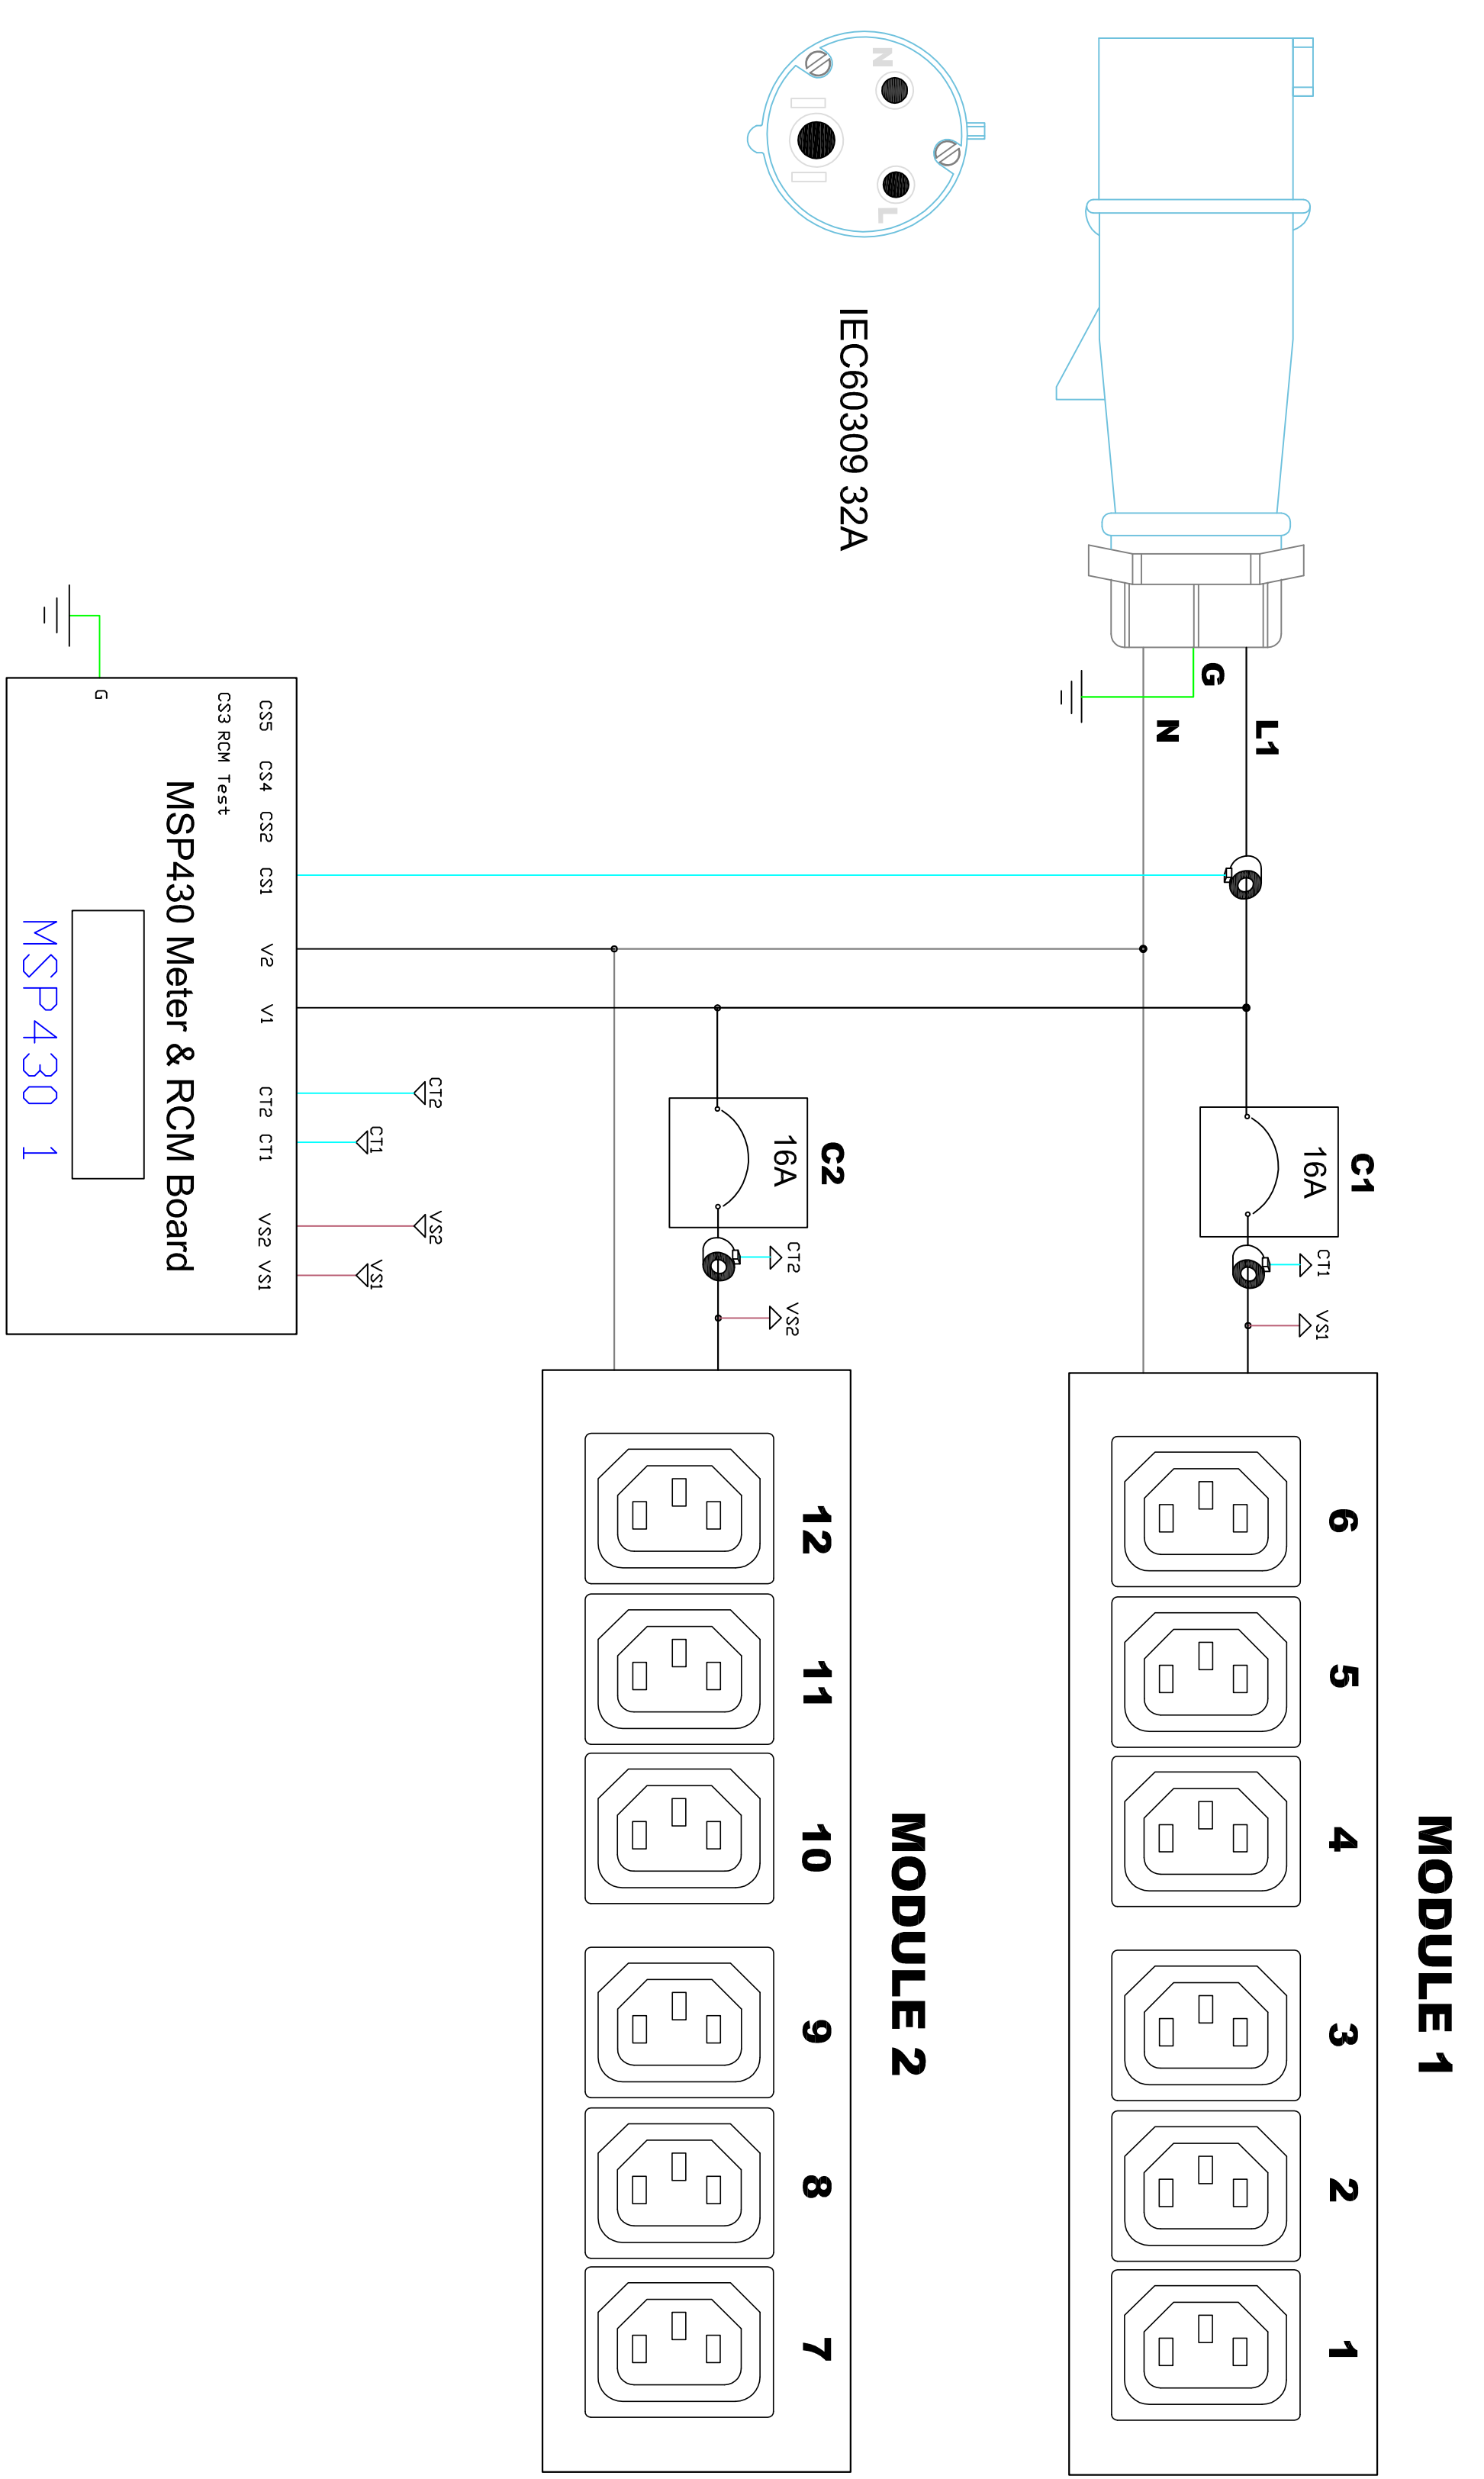 MODULE 1
1
2
3
4
5
6
C1
16A
CT1
VS1
L1
G
N
MODULE 2
7
8
9
10
11
12
C2
16A
CT2
VS2
N
L
IEC60309 32A
CT2
CT1
VS2
VS1
CS5
CS4
CS2
CS1
V2
V1
CT2
CT1
VS2
VS1
CS3 RCM Test
MSP430 Meter & RCM Board
G
MSP430 1